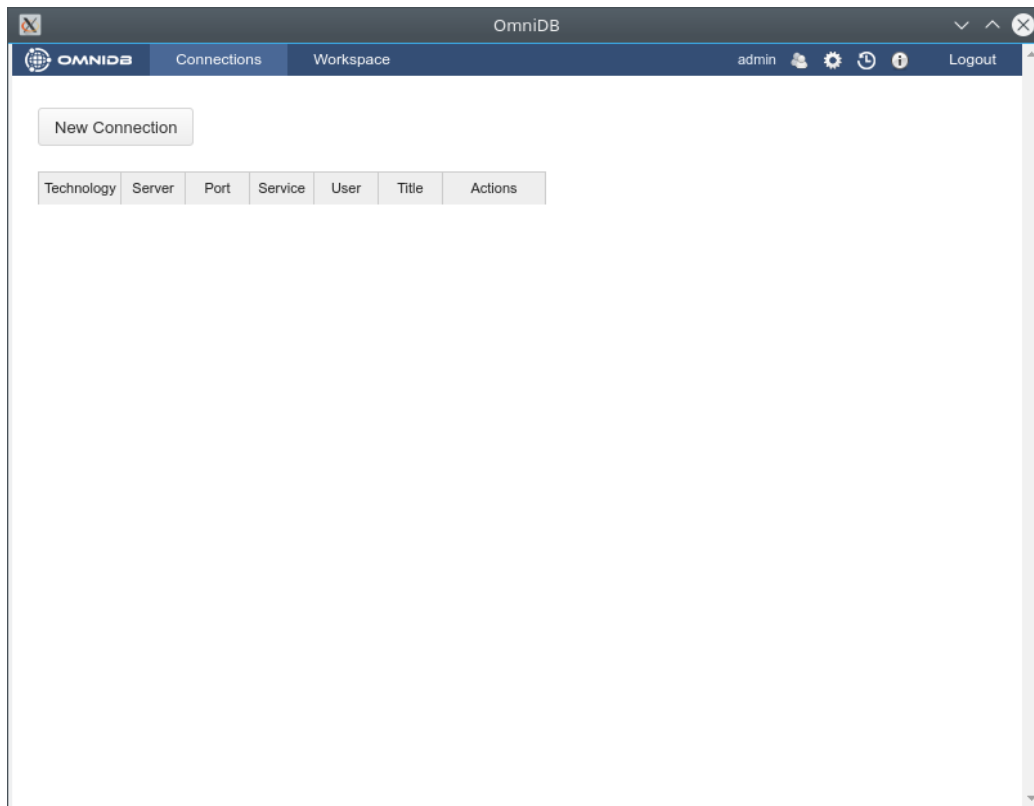 OmniDB
OMNIDB Connections Workspace admin Logout
New Connection
Technology Server Port Service User Title Actions